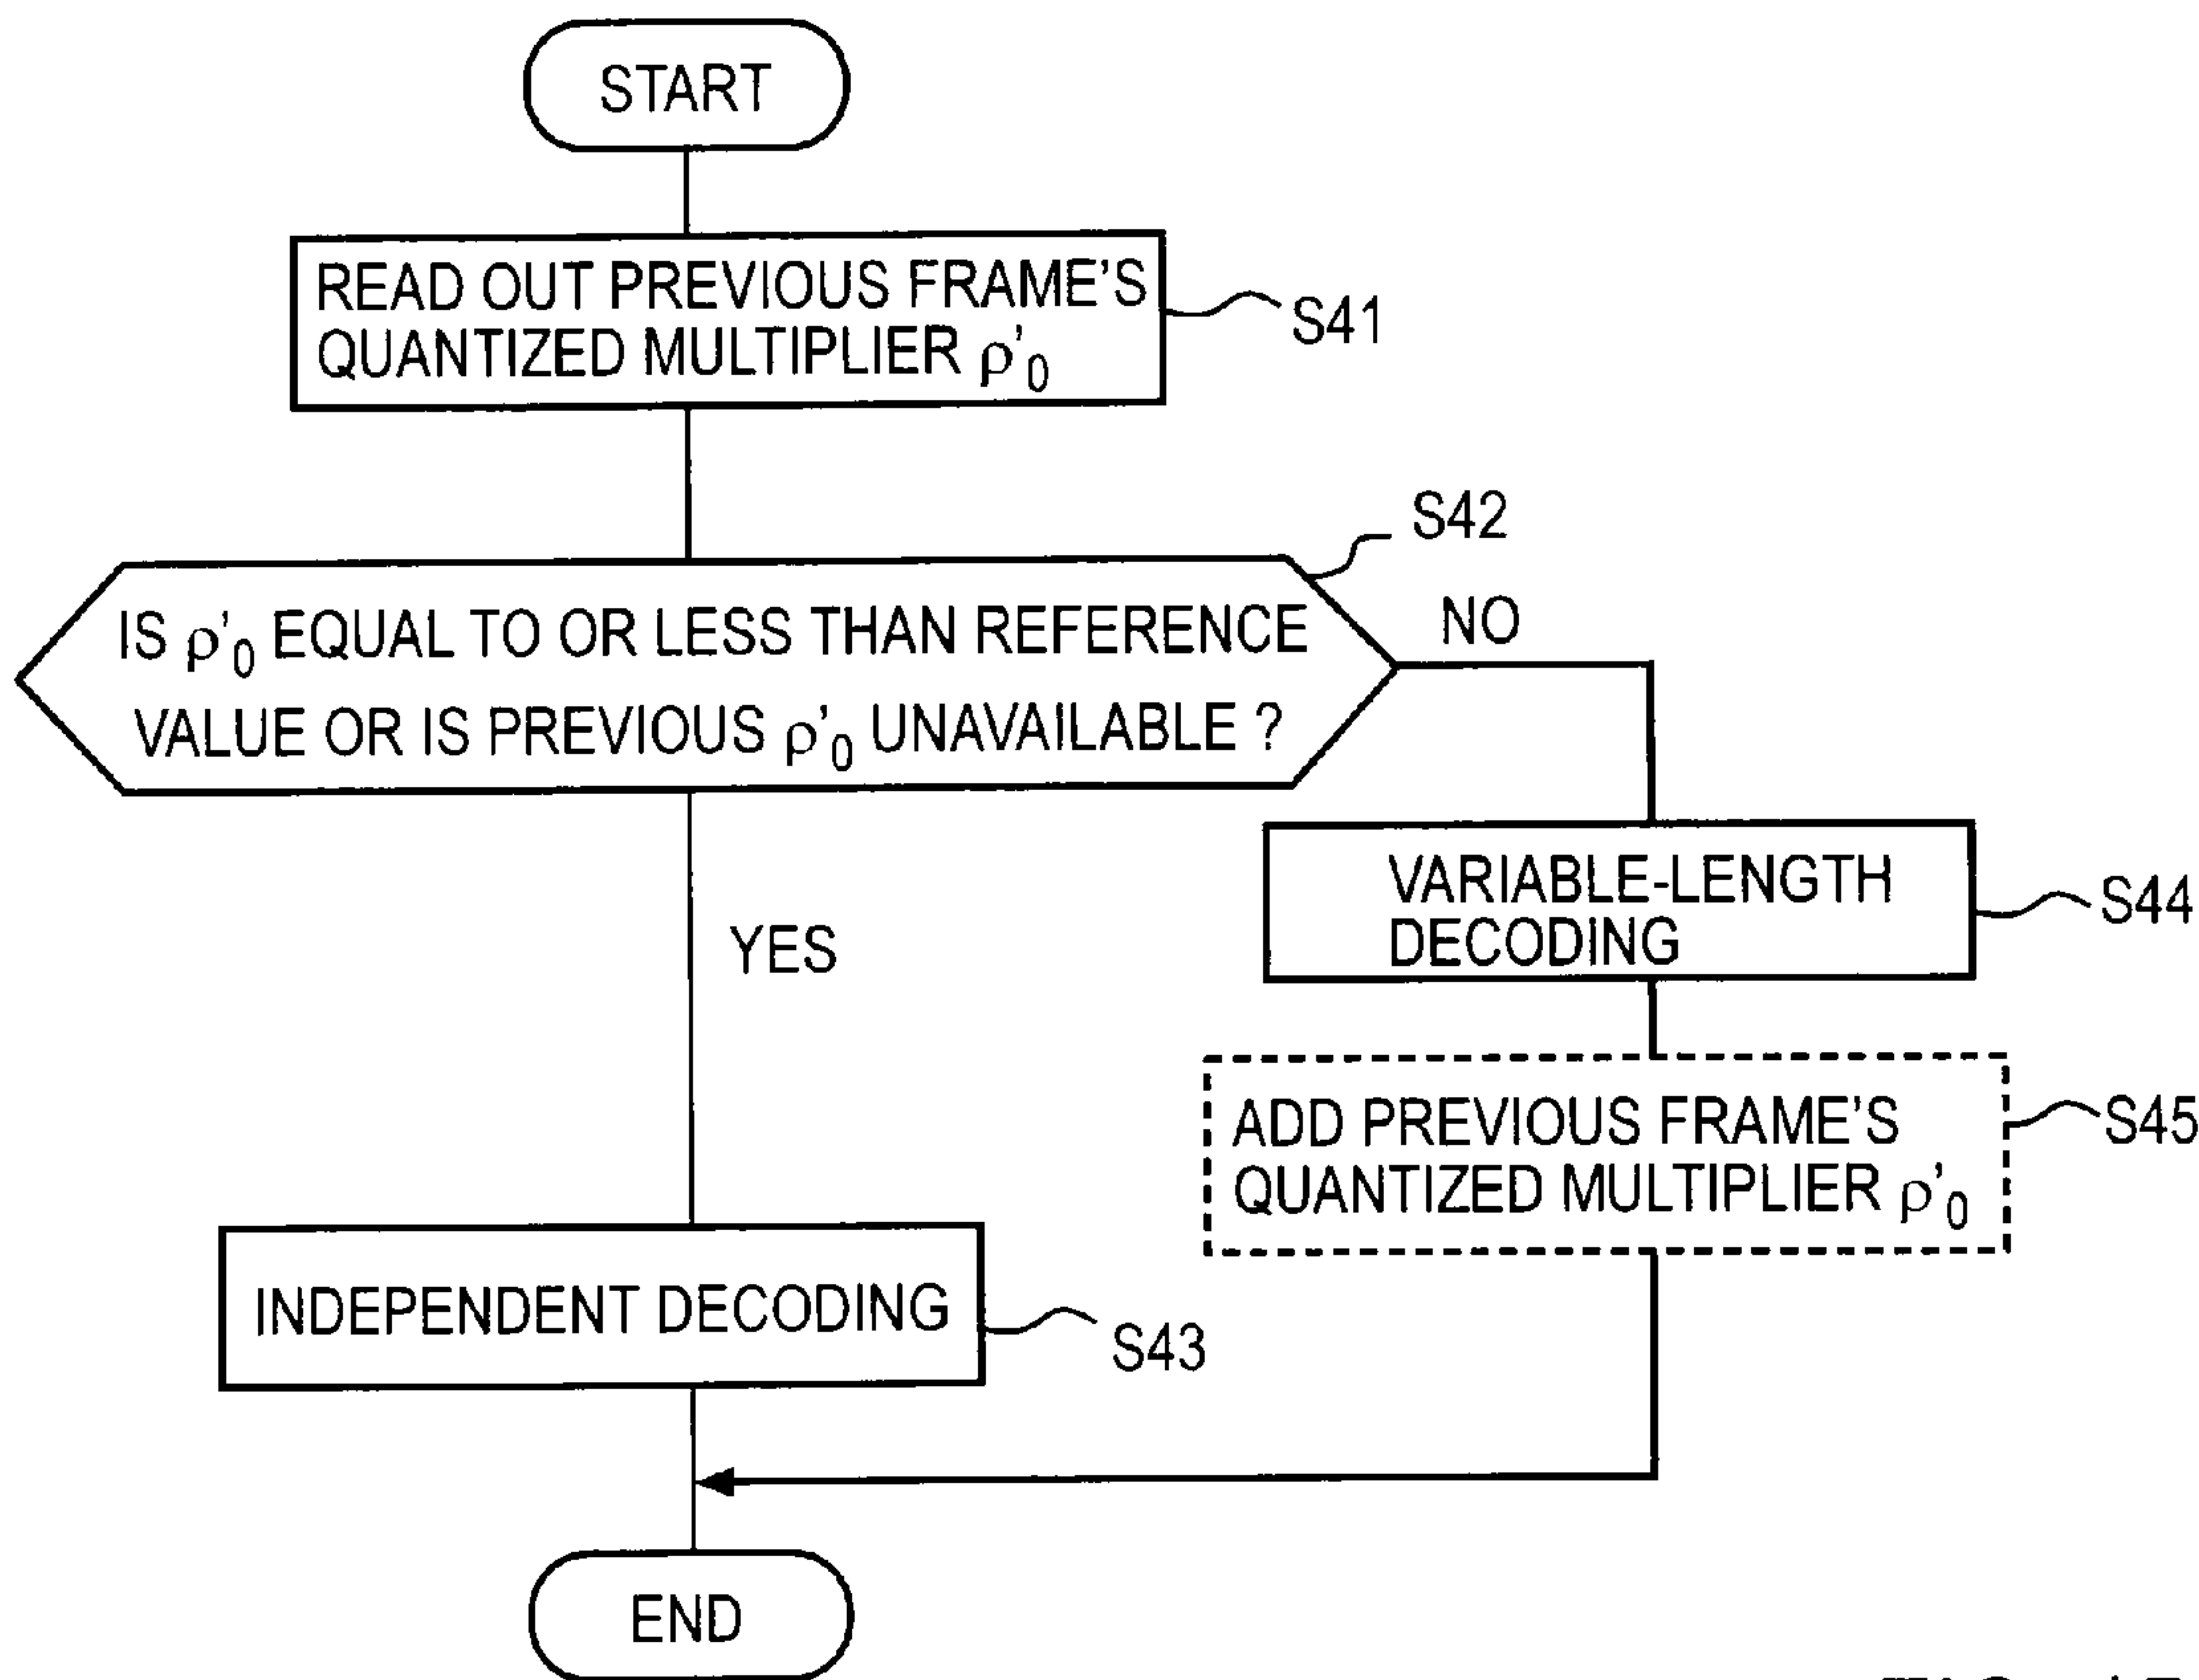 START
READ OUT PREVIOUS FRAME'S
QUANTIZED MULTIPLIER ρ'0
S41
S42
IS ρ'0 EQUAL TO OR LESS THAN REFERENCE
VALUE OR IS PREVIOUS ρ'0 UNAVAILABLE ?
NO
YES
VARIABLE-LENGTH
DECODING
S44
ADD PREVIOUS FRAME'S
QUANTIZED MULTIPLIER ρ'0
S45
INDEPENDENT DECODING
S43
END